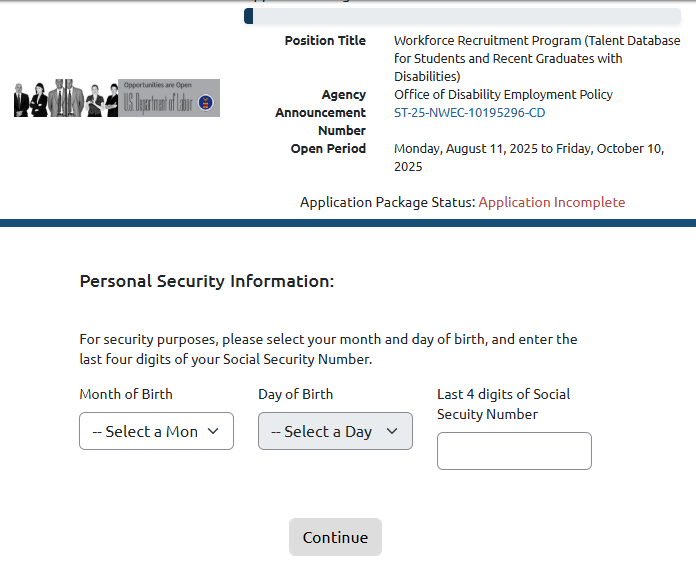 Position Title
Workforce Recruitment Program (Talent Database
for Students and Recent Graduates with
Disabilities)
Agency
Office of Disability Employment Policy
Announcement
Number
ST-25-NWEC-10195296-CD
Open Period
Monday, August 11, 2025 to Friday, October 10,
2025
Opportunities are Open
U.S. Department of Labor
Application Package Status: Application Incomplete
Personal Security Information:
For security purposes, please select your month and day of birth, and enter the
last four digits of your Social Security Number.
Month of Birth
-- Select a Mon
Day of Birth
-- Select a Day
Last 4 digits of Social
Secuity Number
Continue